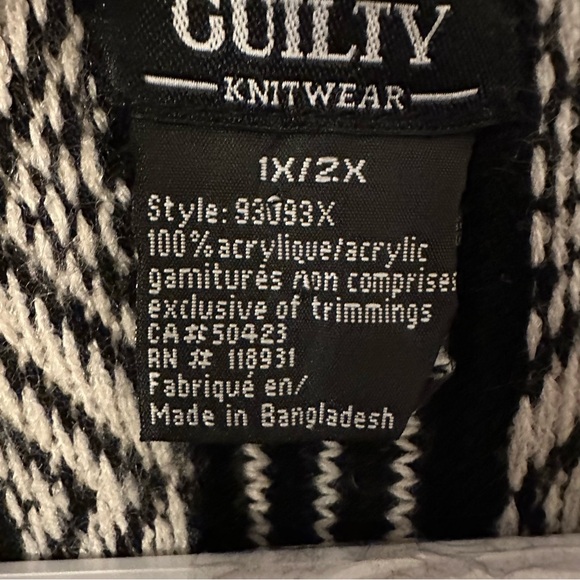 GUILTY
KNITWEAR
1X/2X
Style: 93093X
100% acrylique/acrylic
garnitures non comprises
exclusive of trimmings
CA# 50423
RN # 118931
Fabriqué en/
Made in Bangladesh